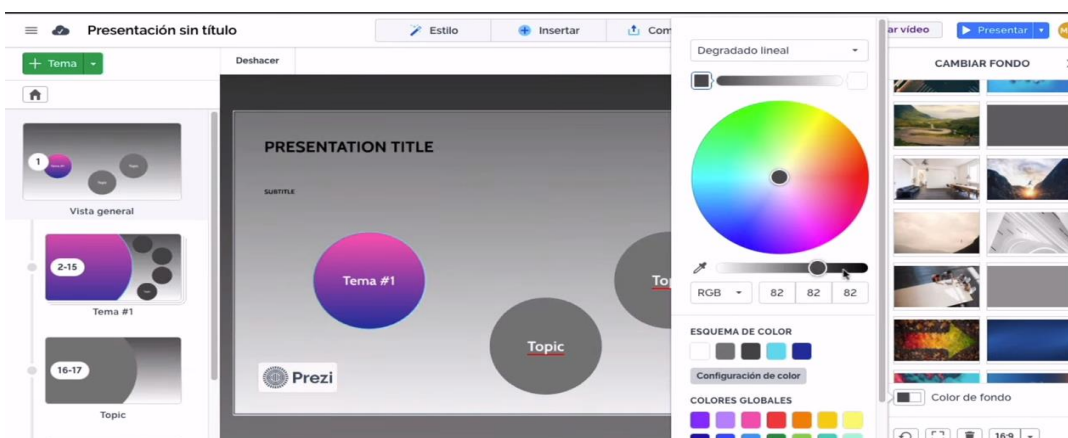 Presentación sin título
Estilo
Insertar
Com
ar vídeo
Presentar
+ Tema
Deshacer
1
Vista general
2-15
Tema #1
16-17
Topic
PRESENTATION TITLE
SUBTITLE
Tema #1
Topic
To
Prezi
Degradado lineal
RGB
82
82
82
ESQUEMA DE COLOR
Configuración de color
COLORES GLOBALES
CAMBIAR FONDO
Color de fondo
16:9